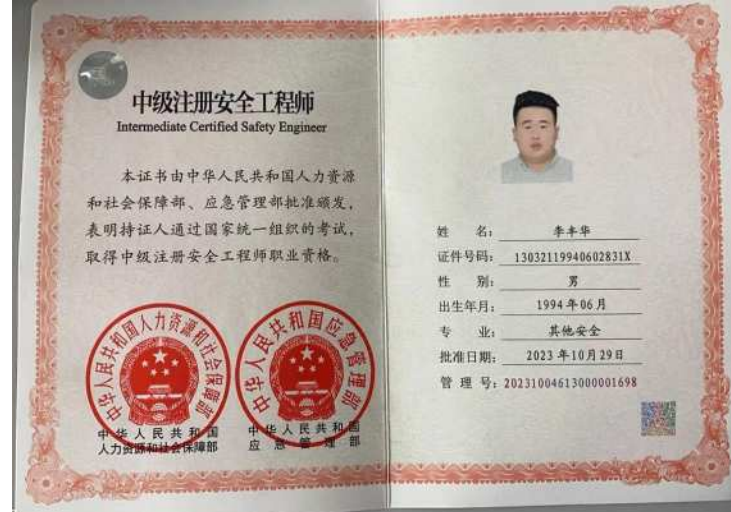 中级注册安全工程师
Intermediate Certified Safety Engineer
本证书由中华人民共和国人力资源
和社会保障部、应急管理部批准颁发,
表明持证人通过国家统一组织的考试,
取得中级注册安全工程师职业资格。
中华人民共和国人力资源和社会保障部
中华人民共和国应急管理部
中华人民共和国
人力资源和社会保障部
中华人民共和国
应急管理部
姓名: 李丰华
证件号码: 13032119940602831X
性别: 男
出生年月: 1994年06月
专业: 其他安全
批准日期: 2023年10月29日
管理号: 20231004613000001698